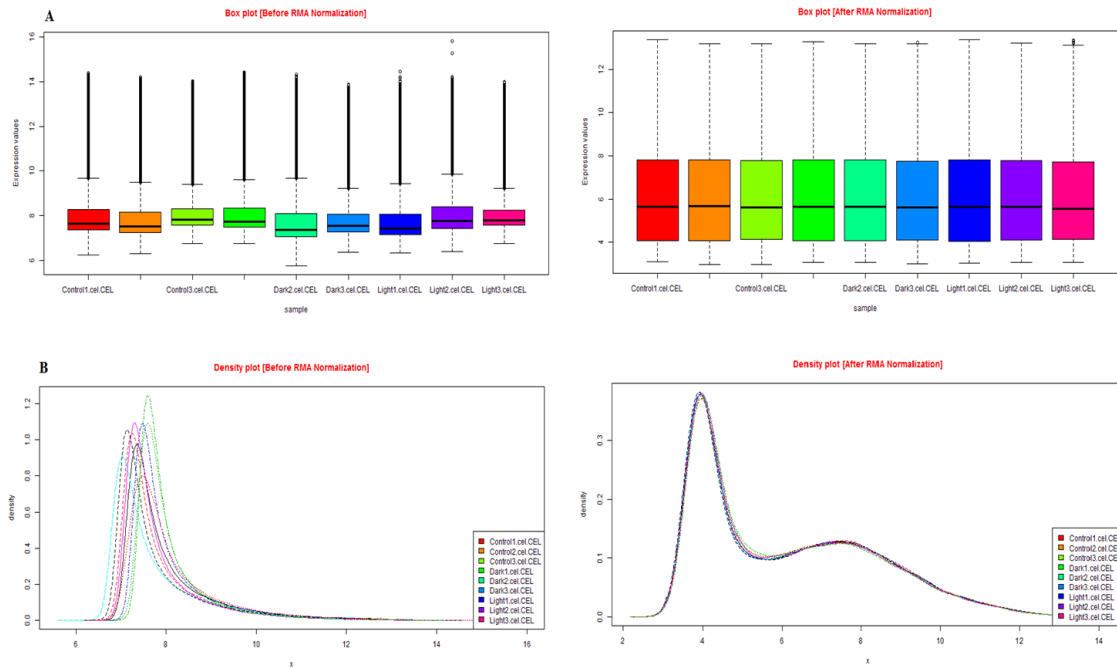 A
Box plot [Before RMA Normalization]
Expression values
16
14
12
10
8
6
Control1.cel.CEL
Control3.cel.CEL
Dark2.cel.CEL
Dark3.cel.CEL
Light1.cel.CEL
Light2.cel.CEL
Light3.cel.CEL
sample
Box plot [After RMA Normalization]
Expression values
12
10
8
6
4
Control1.cel.CEL
Control3.cel.CEL
Dark2.cel.CEL
Dark3.cel.CEL
Light1.cel.CEL
Light2.cel.CEL
Light3.cel.CEL
sample
B
Density plot [Before RMA Normalization]
density
1.2
1.0
0.8
0.6
0.4
0.2
0.0
6
8
10
12
14
16
x
Control1.cel.CEL
Control2.cel.CEL
Control3.cel.CEL
Dark1.cel.CEL
Dark2.cel.CEL
Dark3.cel.CEL
Light1.cel.CEL
Light2.cel.CEL
Light3.cel.CEL
Density plot [After RMA Normalization]
density
0.3
0.2
0.1
0.0
2
4
6
8
10
12
14
x
Control1.cel.CE
Control2.cel.CE
Control3.cel.CE
Dark1.cel.CEL
Dark2.cel.CEL
Dark3.cel.CEL
Light1.cel.CEL
Light2.cel.CEL
Light3.cel.CEL